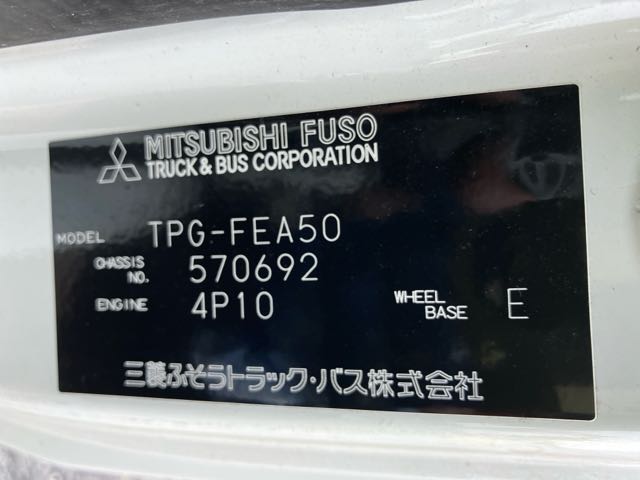 MITSUBISHI FUSO
TRUCK & BUS CORPORATION
MODEL TPG-FEA50
CHASSIS NO. 570692
ENGINE 4P10 WHEEL BASE E
三菱ふそうトラック・バス株式会社